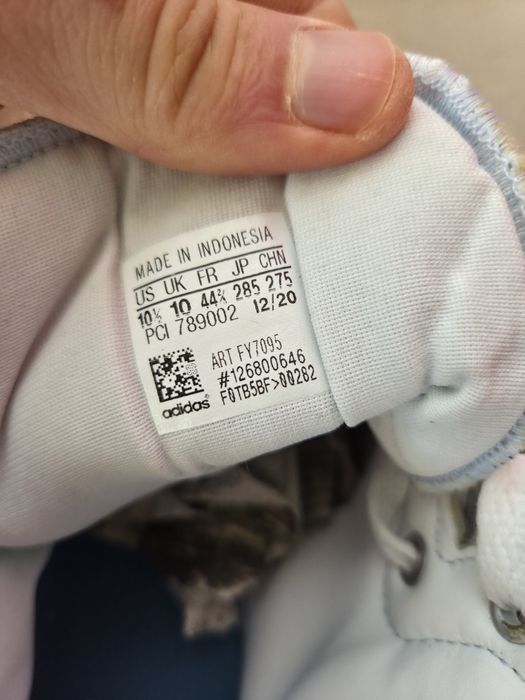 MADE IN INDONESIA
US UK FR JP CHN
10½ 10 44⅔ 285 275
PCI 789002 12/20
ART FY7095
#126800646
F0TB5BF>00282
adidas